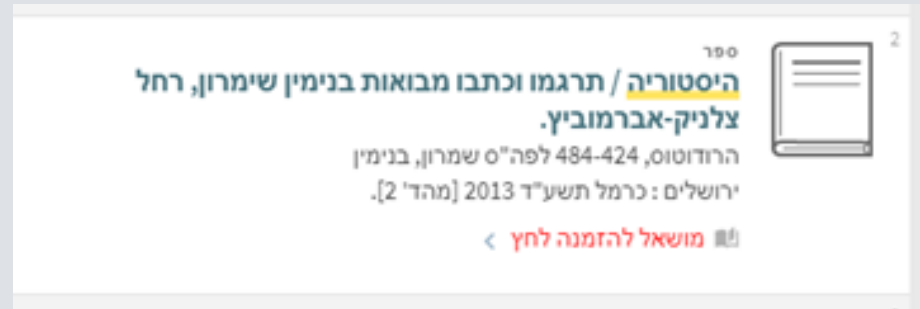 2
ספר
היסטוריה / תרגמו וכתבו מבואות בנימין שימרון, רחל
צלניק-אברמוביץ.
הרודוטוס, 484-424 לפה"ס שמרון, בנימין
ירושלים : כרמל תשע"ד 2013 [מהד' 2].
מושאל להזמנה לחץ >